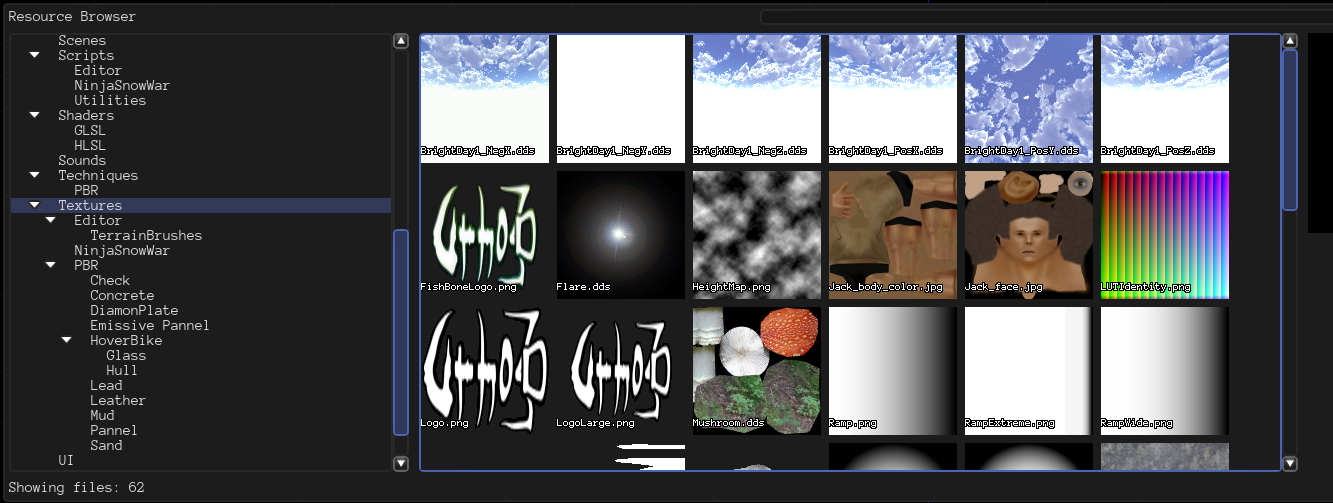 Resource Browser
Scenes
Scripts
Editor
NinjaSnowWar
Utilities
Shaders
GLSL
HLSL
Sounds
Techniques
PBR
Textures
Editor
TerrainBrushes
NinjaSnowWar
PBR
Check
Concrete
DiamonPlate
Emissive Pannel
HoverBike
Glass
Hull
Lead
Leather
Mud
Pannel
Sand
UI
BrightDay1_NegX.dds BrightDay1_NegY.dds BrightDay1_NegZ.dds BrightDay1_PosX.dds BrightDay1_PosY.dds BrightDay1_PosZ.dds
FishBoneLogo.png Flare.dds HeightMap.png Jack_body_color.jpg Jack_face.jpg LUTIdentity.png
Logo.png LogoLarge.png Mushroom.dds Ramp.png RampExtreme.png RampWide.png
Showing files: 62